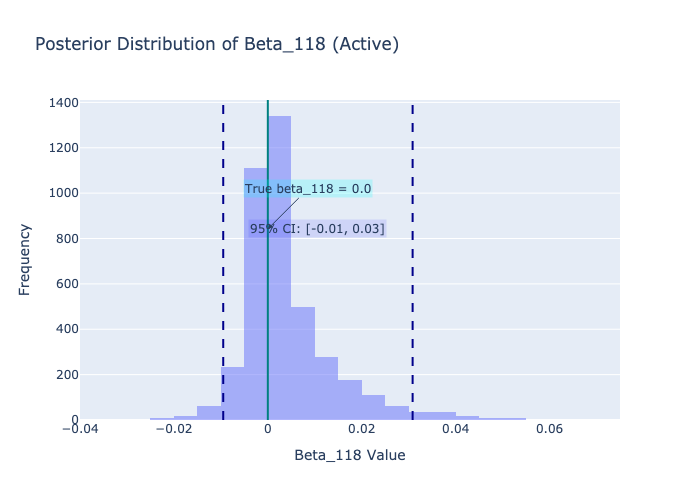 Posterior Distribution of Beta_118 (Active)
1400
1200
1000
800
600
400
200
0
Frequency
True beta_118 = 0.0
95% CI: [-0.01, 0.03]
−0.04
−0.02
0
0.02
0.04
0.06
Beta_118 Value